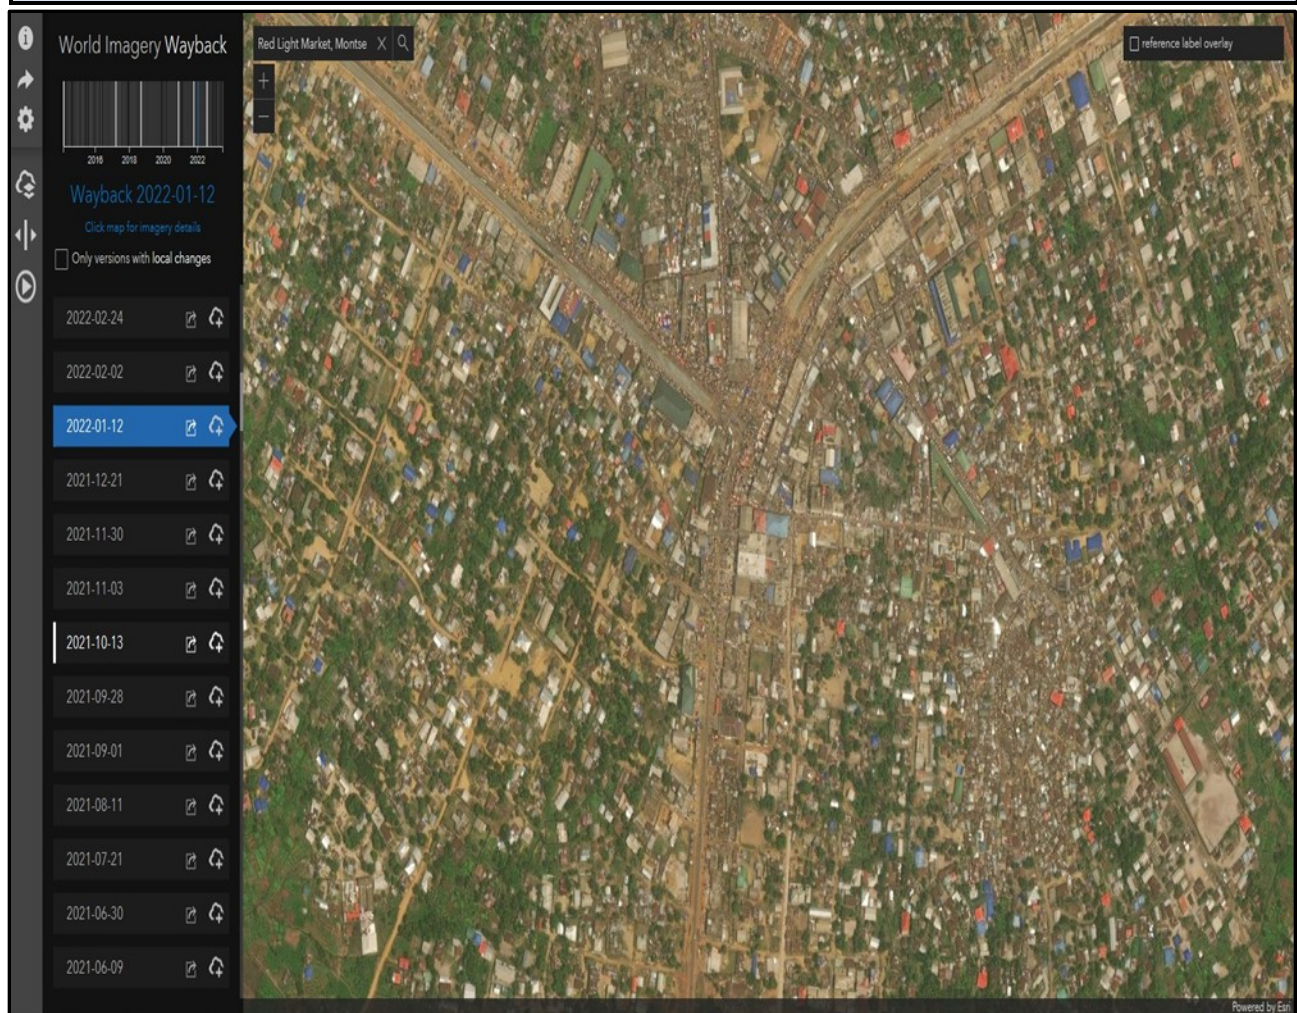 World Imagery Wayback
2016 2018 2020 2022
Wayback 2022-01-12
Click map for imagery details
Only versions with local changes
2022-02-24
2022-02-02
2022-01-12
2021-12-21
2021-11-30
2021-11-03
2021-10-13
2021-09-28
2021-09-01
2021-08-11
2021-07-21
2021-06-30
2021-06-09
Red Light Market, Montse
reference label overlay
Powered by Esri